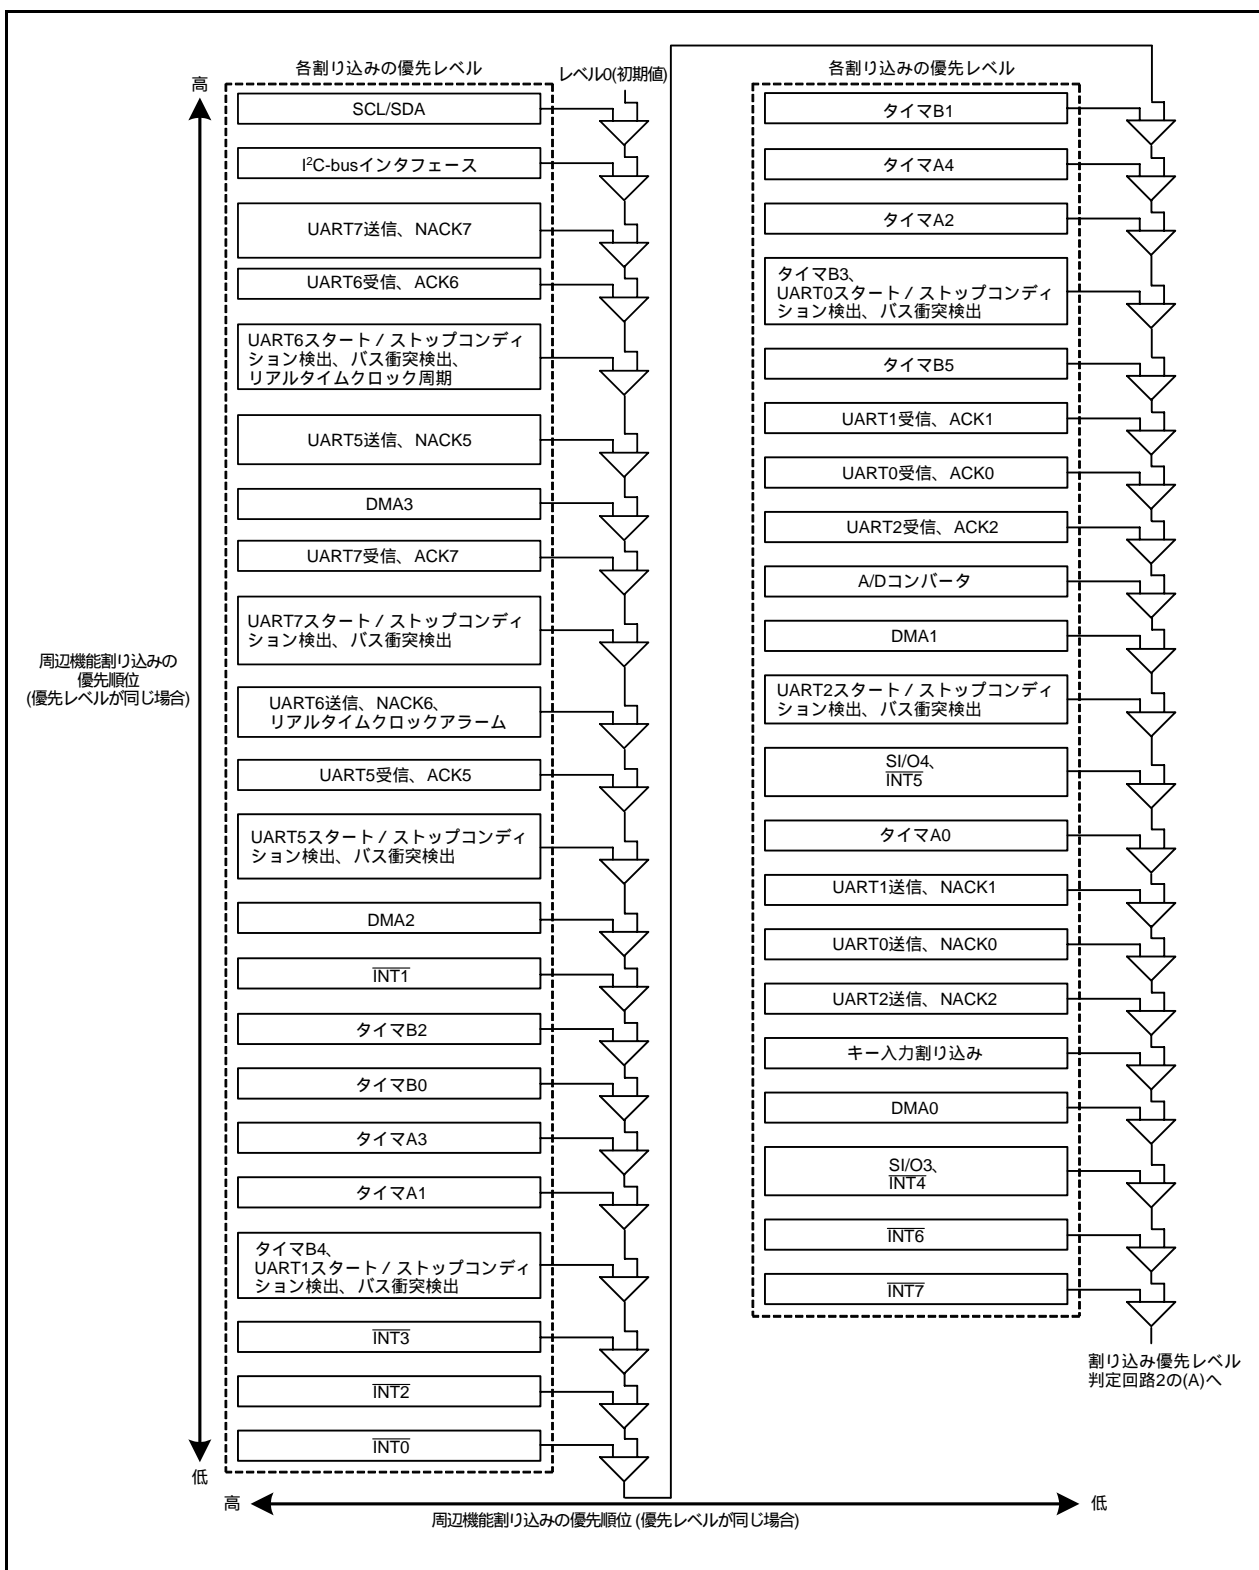 各割り込みの優先レベル
高
レベル0(初期値)
SCL/SDA
I²C-busインタフェース
UART7送信、NACK7
UART6受信、ACK6
UART6スタート / ストップコンディ
ション検出、バス衝突検出、
リアルタイムクロック周期
UART5送信、NACK5
DMA3
UART7受信、ACK7
UART7スタート / ストップコンディ
ション検出、バス衝突検出
周辺機能割り込みの
優先順位
(優先レベルが同じ場合)
UART6送信、NACK6、
リアルタイムクロックアラーム
UART5受信、ACK5
UART5スタート / ストップコンディ
ション検出、バス衝突検出
DMA2
INT1
タイマB2
タイマB0
タイマA3
タイマA1
タイマB4、
UART1スタート / ストップコンディ
ション検出、バス衝突検出
INT3
INT2
INT0
低
各割り込みの優先レベル
タイマB1
タイマA4
タイマA2
タイマB3、
UART0スタート / ストップコンディ
ション検出、バス衝突検出
タイマB5
UART1受信、ACK1
UART0受信、ACK0
UART2受信、ACK2
A/Dコンバータ
DMA1
UART2スタート / ストップコンディ
ション検出、バス衝突検出
SI/O4、
INT5
タイマA0
UART1送信、NACK1
UART0送信、NACK0
UART2送信、NACK2
キー入力割り込み
DMA0
SI/O3、
INT4
INT6
INT7
割り込み優先レベル
判定回路2の(A)へ
高
低
周辺機能割り込みの優先順位 (優先レベルが同じ場合)